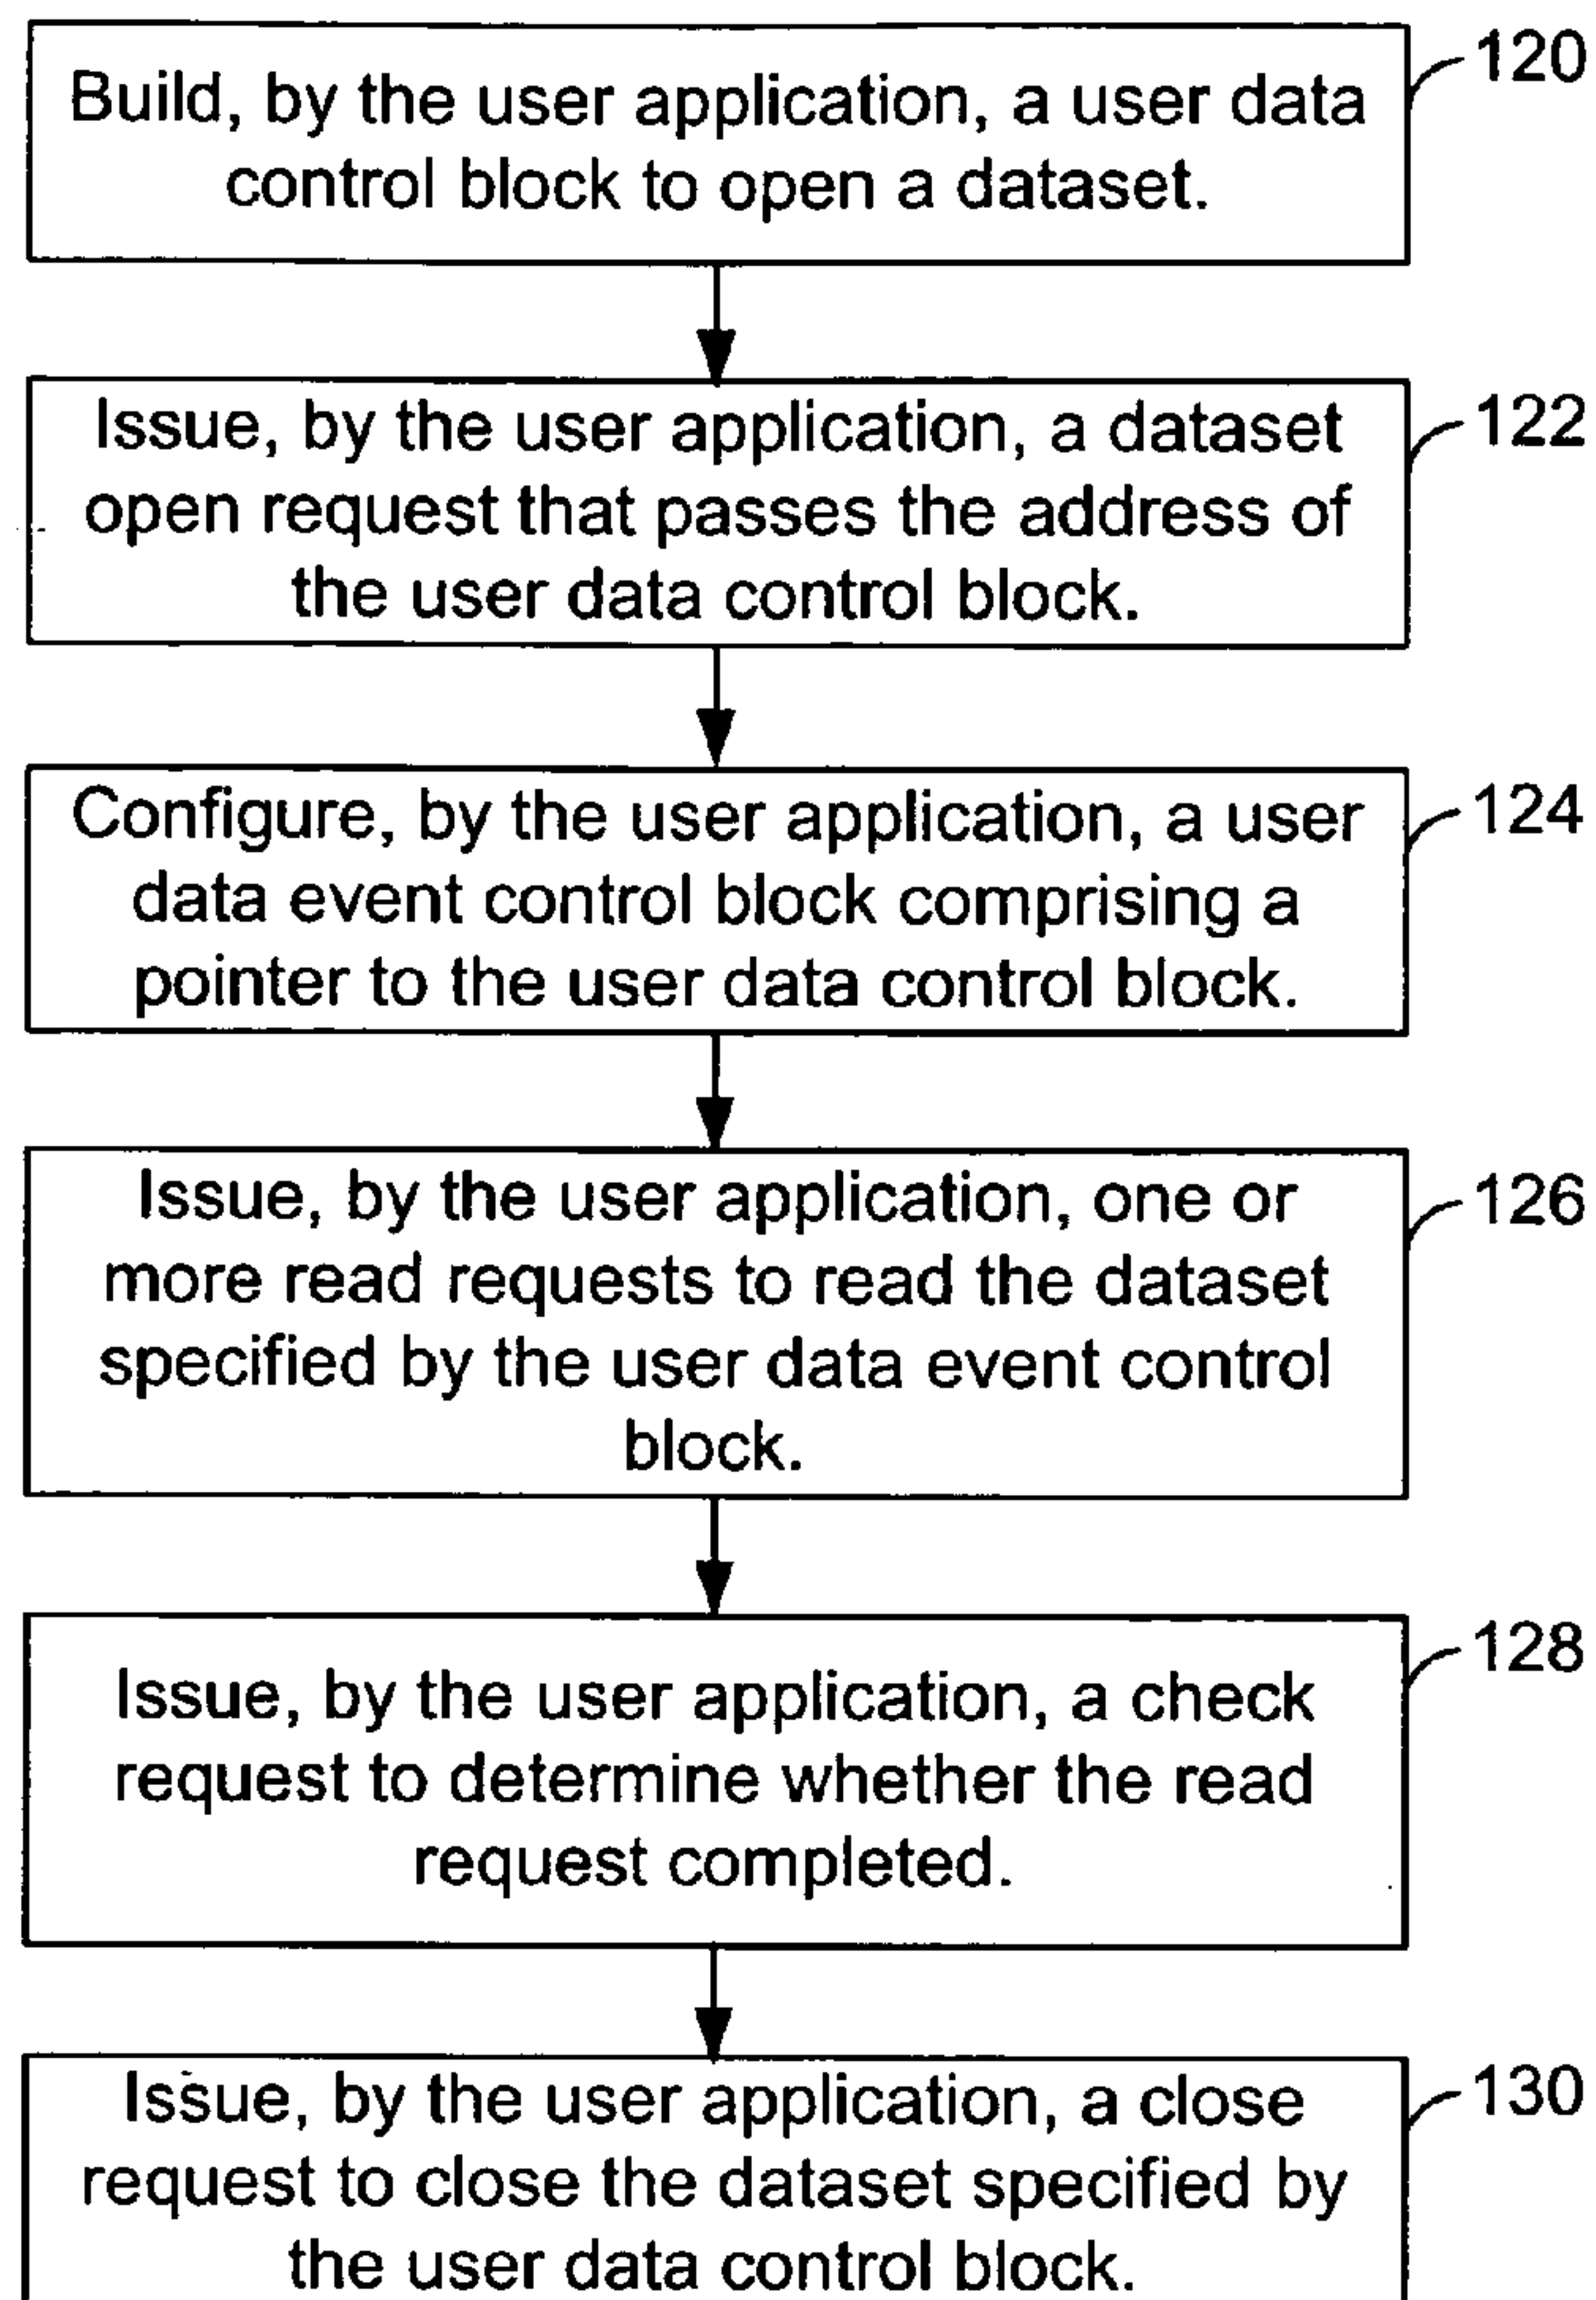 Build, by the user application, a user data
control block to open a dataset.
120
Issue, by the user application, a dataset
open request that passes the address of
the user data control block.
122
Configure, by the user application, a user
data event control block comprising a
pointer to the user data control block.
124
Issue, by the user application, one or
more read requests to read the dataset
specified by the user data event control
block.
126
Issue, by the user application, a check
request to determine whether the read
request completed.
128
Issue, by the user application, a close
request to close the dataset specified by
the user data control block.
130